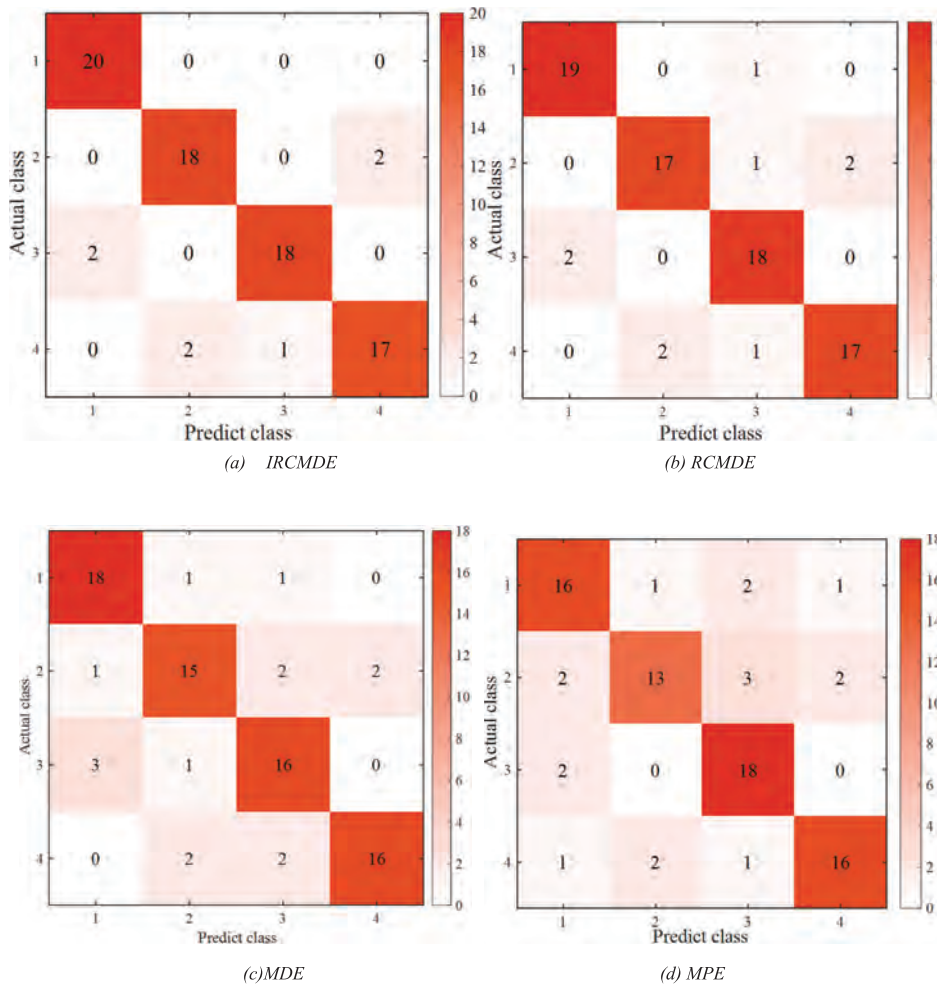 20 0 0 0
0 18 0 2
2 0 18 0
0 2 1 17
1
2
3
4
Actual class
1 2 3 4
Predict class
20
18
16
14
12
10
8
6
4
2
0
(a) IRCMDE
19 0 1 0
0 17 1 2
2 0 18 0
0 2 1 17
1
2
3
4
Actual class
1 2 3 4
Predict class
(b) RCMDE
18 1 1 0
1 15 2 2
3 1 16 0
0 2 2 16
1
2
3
4
Actual class
1 2 3 4
Predict class
18
16
14
12
10
8
6
4
2
0
(c)MDE
16 1 2 1
2 13 3 2
2 0 18 0
1 2 1 16
1
2
3
4
Actual class
1 2 3 4
Predict class
8
6
4
2
0
(d) MPE